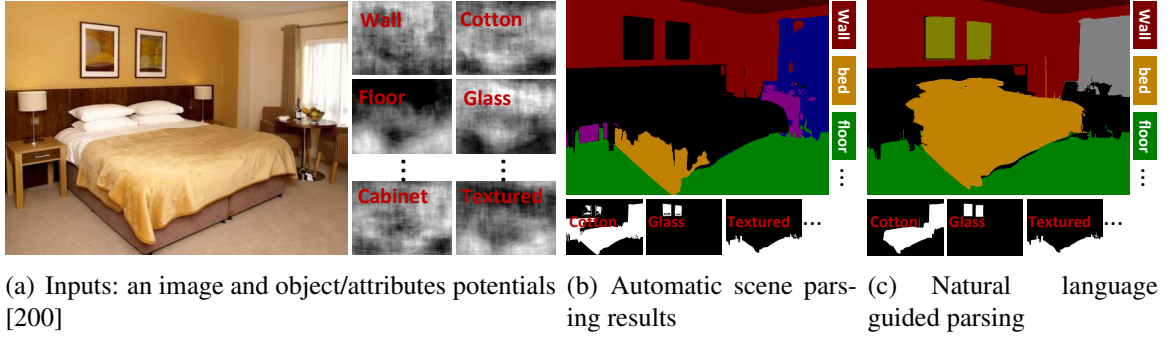 Wall
Cotton
Floor
Glass
Cabinet
Textured
Wall
bed
floor
Cotton
Glass
Textured
Wall
bed
floor
Cotton
Glass
Textured
(a) Inputs: an image and object/attributes potentials
[200]
(b) Automatic scene pars-
ing results
(c) Natural language
guided parsing